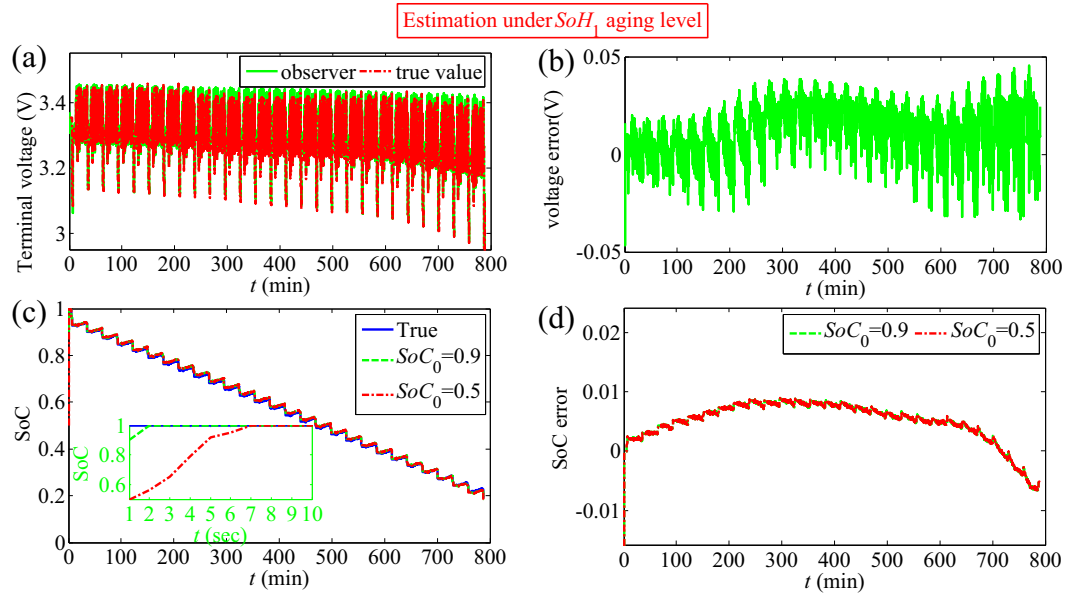 Estimation under SoH1 aging level
(a)
observer
true value
Terminal voltage (V)
3.4
3.2
3
0 100 200 300 400 500 600 700 800
t (min)
(b)
voltage error(V)
0.05
0
-0.05
0 100 200 300 400 500 600 700 800
t (min)
(c)
True
SoC0=0.9
SoC0=0.5
SoC
1
0.8
0.6
0.4
0.2
0
0 100 200 300 400 500 600 700 800
t (min)
SoC
1
0.8
0.6
1 2 3 4 5 6 7 8 9 10
t (sec)
(d)
SoC0=0.9
SoC0=0.5
SoC error
0.02
0.01
0
-0.01
0 100 200 300 400 500 600 700 800
t (min)